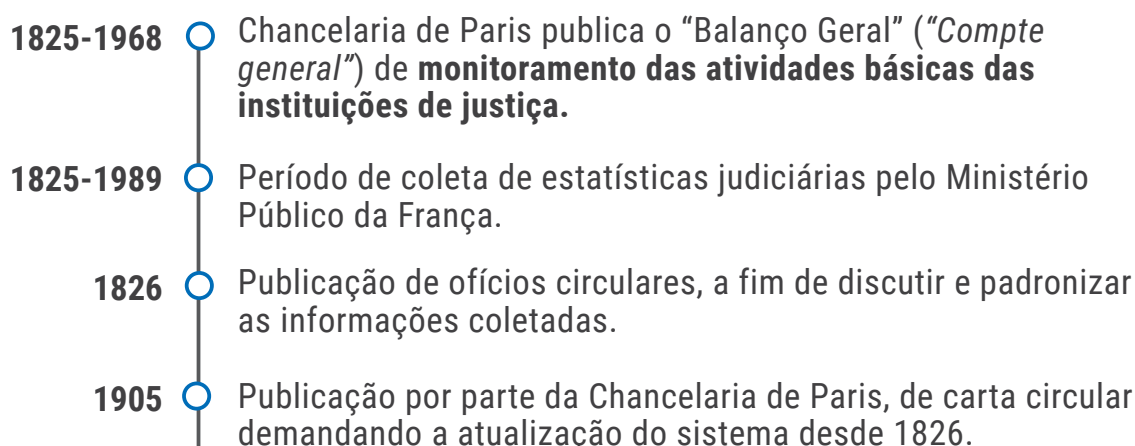 1825-1968 Chancelaria de Paris publica o “Balanço Geral” (“Compte
general”) de monitoramento das atividades básicas das
instituições de justiça.
1825-1989 Período de coleta de estatísticas judiciárias pelo Ministério
Público da França.
1826 Publicação de ofícios circulares, a fim de discutir e padronizar
as informações coletadas.
1905 Publicação por parte da Chancelaria de Paris, de carta circular
demandando a atualização do sistema desde 1826.